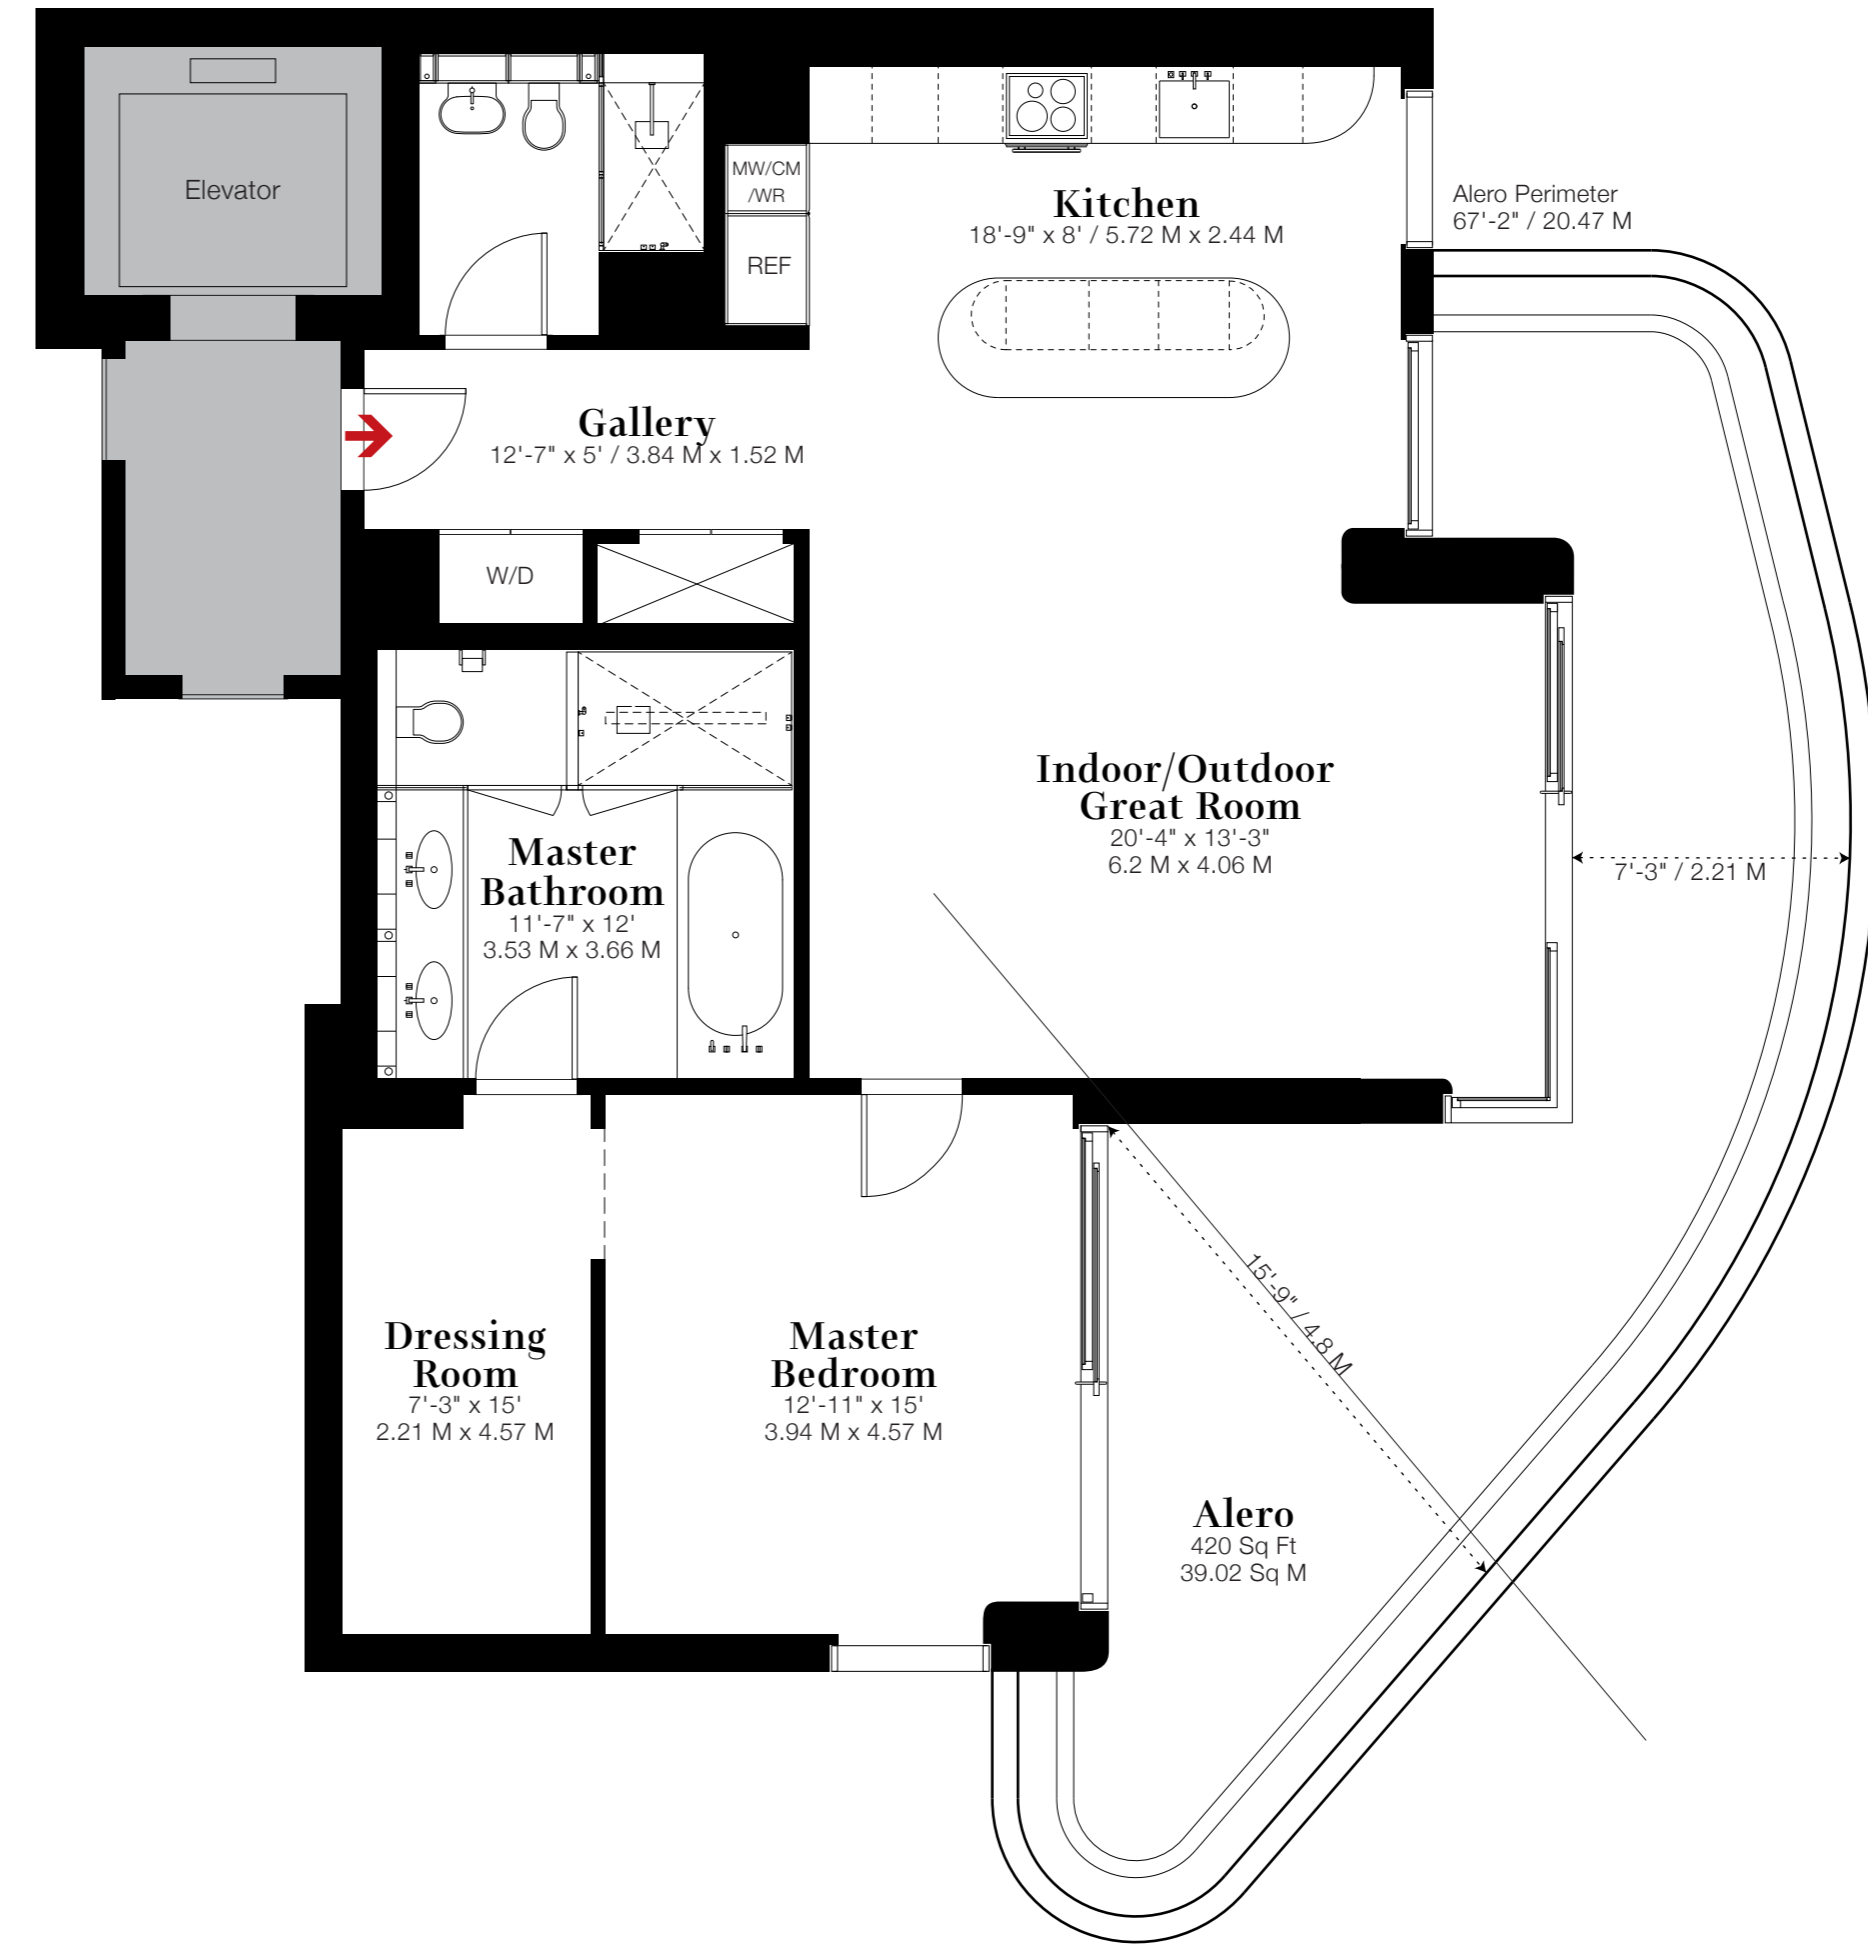 Elevator
MW/CM
/WR
REF
Kitchen
18'-9" x 8' / 5.72 M x 2.44 M
Alero Perimeter
67'-2" / 20.47 M
Gallery
12'-7" x 5' / 3.84 M x 1.52 M
W/D
Indoor/Outdoor
Great Room
20'-4" x 13'-3"
6.2 M x 4.06 M
7'-3" / 2.21 M
Master
Bathroom
11'-7" x 12'
3.53 M x 3.66 M
15'-9" / 4.8 M
Dressing
Room
7'-3" x 15'
2.21 M x 4.57 M
Master
Bedroom
12'-11" x 15'
3.94 M x 4.57 M
Alero
420 Sq Ft
39.02 Sq M